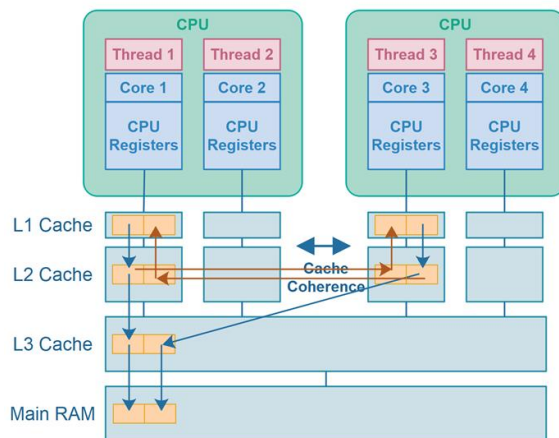 CPU
CPU
Thread 1
Thread 2
Thread 3
Thread 4
Core 1
Core 2
Core 3
Core 4
CPU
Registers
CPU
Registers
CPU
Registers
CPU
Registers
L1 Cache
L2 Cache
Cache
Coherence
L3 Cache
Main RAM